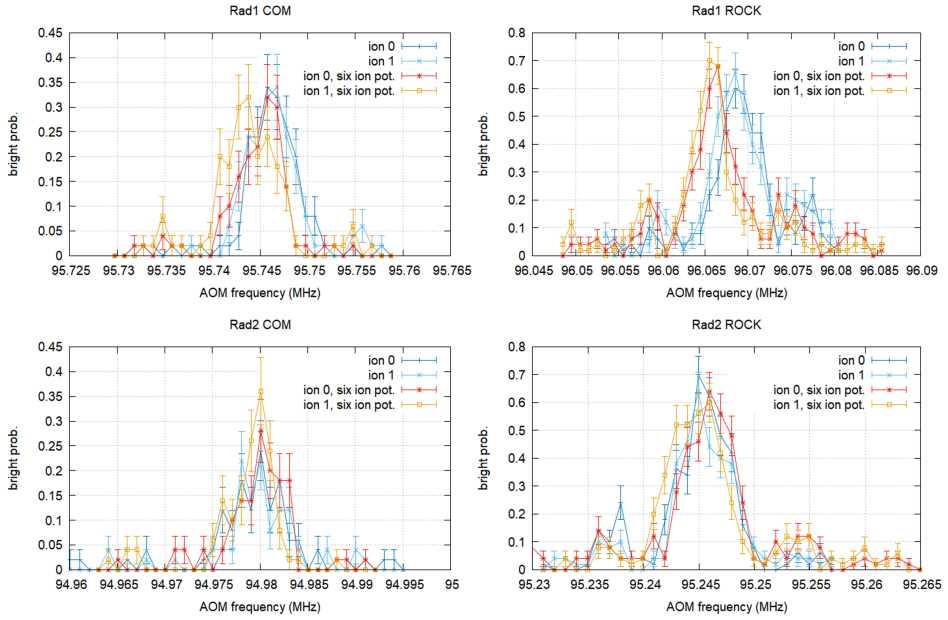 Rad1 COM
0.45
0.4
0.35
0.3
0.25
0.2
0.15
0.1
0.05
0
bright prob.
ion 0
ion 1
ion 0, six ion pot.
ion 1, six ion pot.
95.725 95.73 95.735 95.74 95.745 95.75 95.755 95.76 95.765
AOM frequency (MHz)
Rad1 ROCK
0.8
0.7
0.6
0.5
0.4
0.3
0.2
0.1
0
bright prob.
ion 0
ion 1
ion 0, six ion pot.
ion 1, six ion pot.
96.045 96.05 96.055 96.06 96.065 96.07 96.075 96.08 96.085 96.09
AOM frequency (MHz)
Rad2 COM
0.45
0.4
0.35
0.3
0.25
0.2
0.15
0.1
0.05
0
bright prob.
ion 0
ion 1
ion 0, six ion pot.
ion 1, six ion pot.
94.96 94.965 94.97 94.975 94.98 94.985 94.99 94.995 95
AOM frequency (MHz)
Rad2 ROCK
0.8
0.7
0.6
0.5
0.4
0.3
0.2
0.1
0
bright prob.
ion 0
ion 1
ion 0, six ion pot.
ion 1, six ion pot.
95.23 95.235 95.24 95.245 95.25 95.255 95.26 95.265
AOM frequency (MHz)